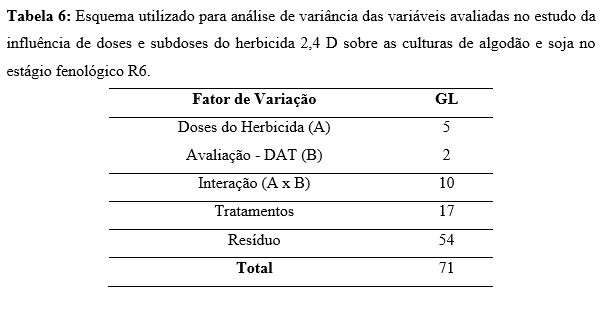 Tabela 6: Esquema utilizado para análise de variância das variáveis avaliadas no estudo da
influência de doses e subdoses do herbicida 2,4 D sobre as culturas de algodão e soja no
estágio fenológico R6.
Fator de Variação GL
Doses do Herbicida (A) 5
Avaliação - DAT (B) 2
Interação (A x B) 10
Tratamentos 17
Resíduo 54
Total 71